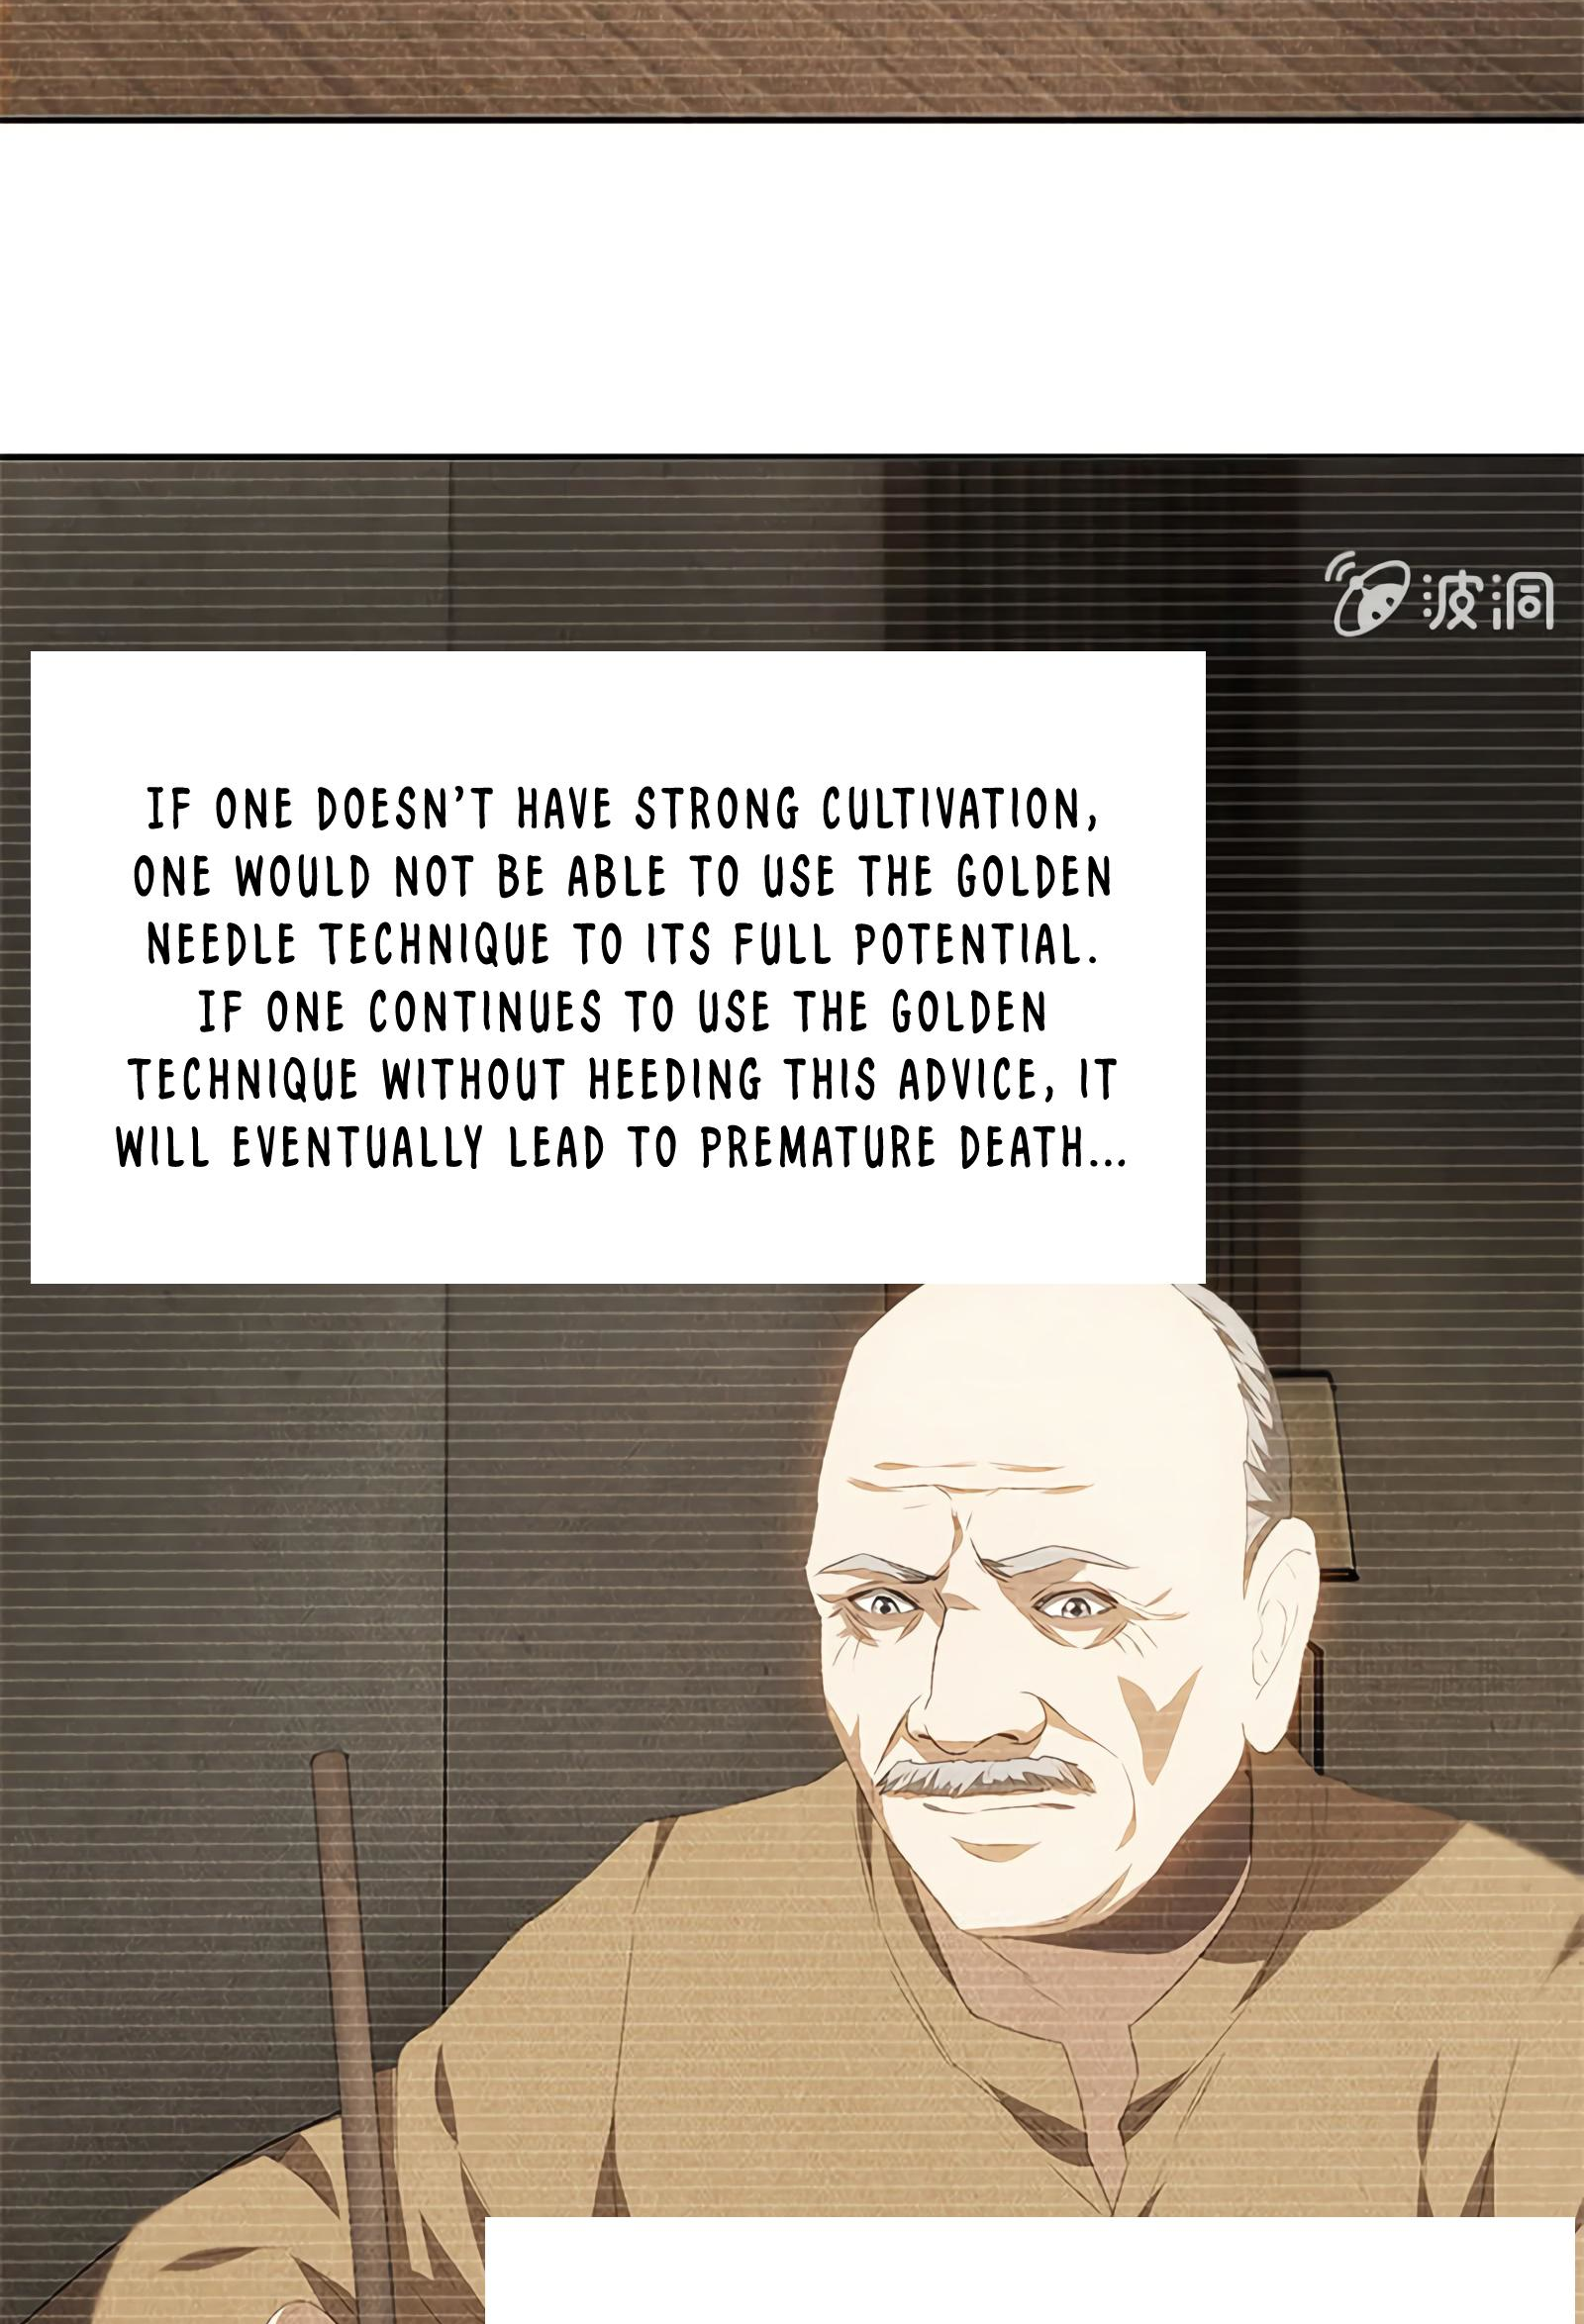 波洞
IF ONE DOESN'T HAVE STRONG CULTIVATION,
ONE WOULD NOT BE ABLE TO USE THE GOLDEN
NEEDLE TECHNIQUE TO ITS FULL POTENTIAL.
IF ONE CONTINUES TO USE THE GOLDEN
TECHNIQUE WITHOUT HEEDING THIS ADVICE, IT
WILL EVENTUALLY LEAD TO PREMATURE DEATH...